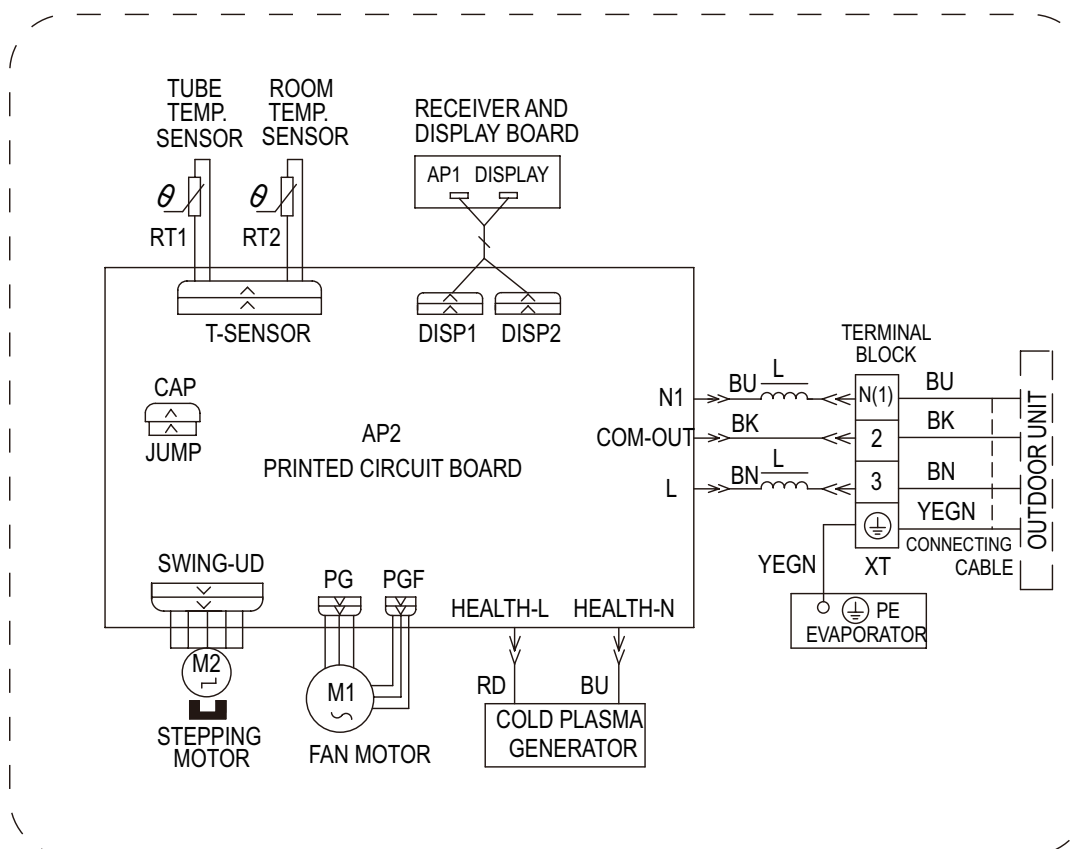 TUBE
TEMP.
SENSOR
ROOM
TEMP.
SENSOR
RECEIVER AND
DISPLAY BOARD
AP1 DISPLAY
θ
RT1
θ
RT2
T-SENSOR
DISP1
DISP2
CAP
JUMP
AP2
PRINTED CIRCUIT BOARD
N1
COM-OUT
L
BU
L
BK
BN
L
TERMINAL
BLOCK
N(1)
2
3
XT
BU
BK
BN
YEGN
CONNECTING
CABLE
OUTDOOR UNIT
YEGN
PE
EVAPORATOR
SWING-UD
M2
STEPPING
MOTOR
PG
PGF
M1
FAN MOTOR
HEALTH-L
HEALTH-N
RD
BU
COLD PLASMA
GENERATOR